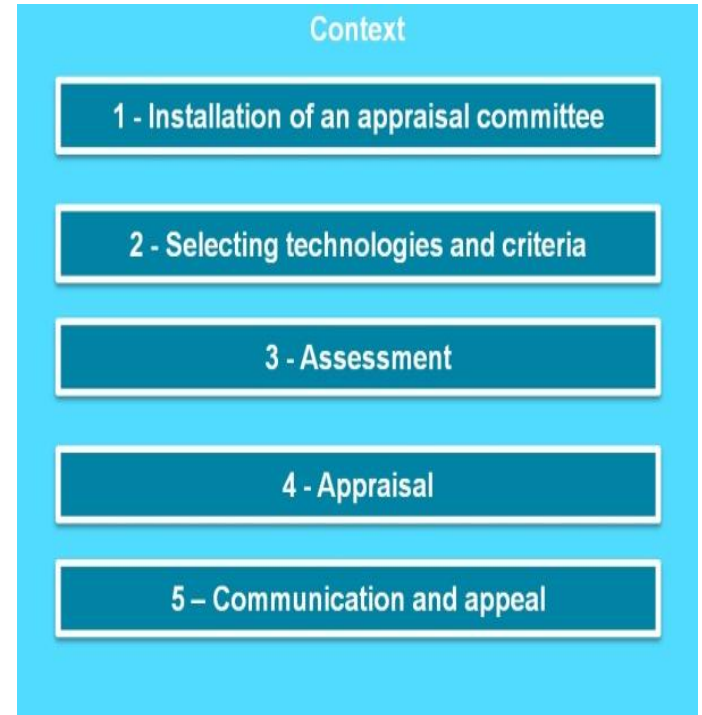 Context
1 - Installation of an appraisal committee
2 - Selecting technologies and criteria
3 - Assessment
4 - Appraisal
5 – Communication and appeal